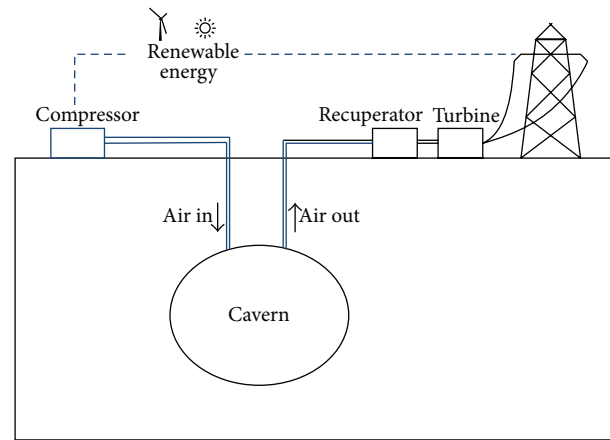 Renewable
energy
Compressor
Recuperator
Turbine
Air in
Air out
Cavern